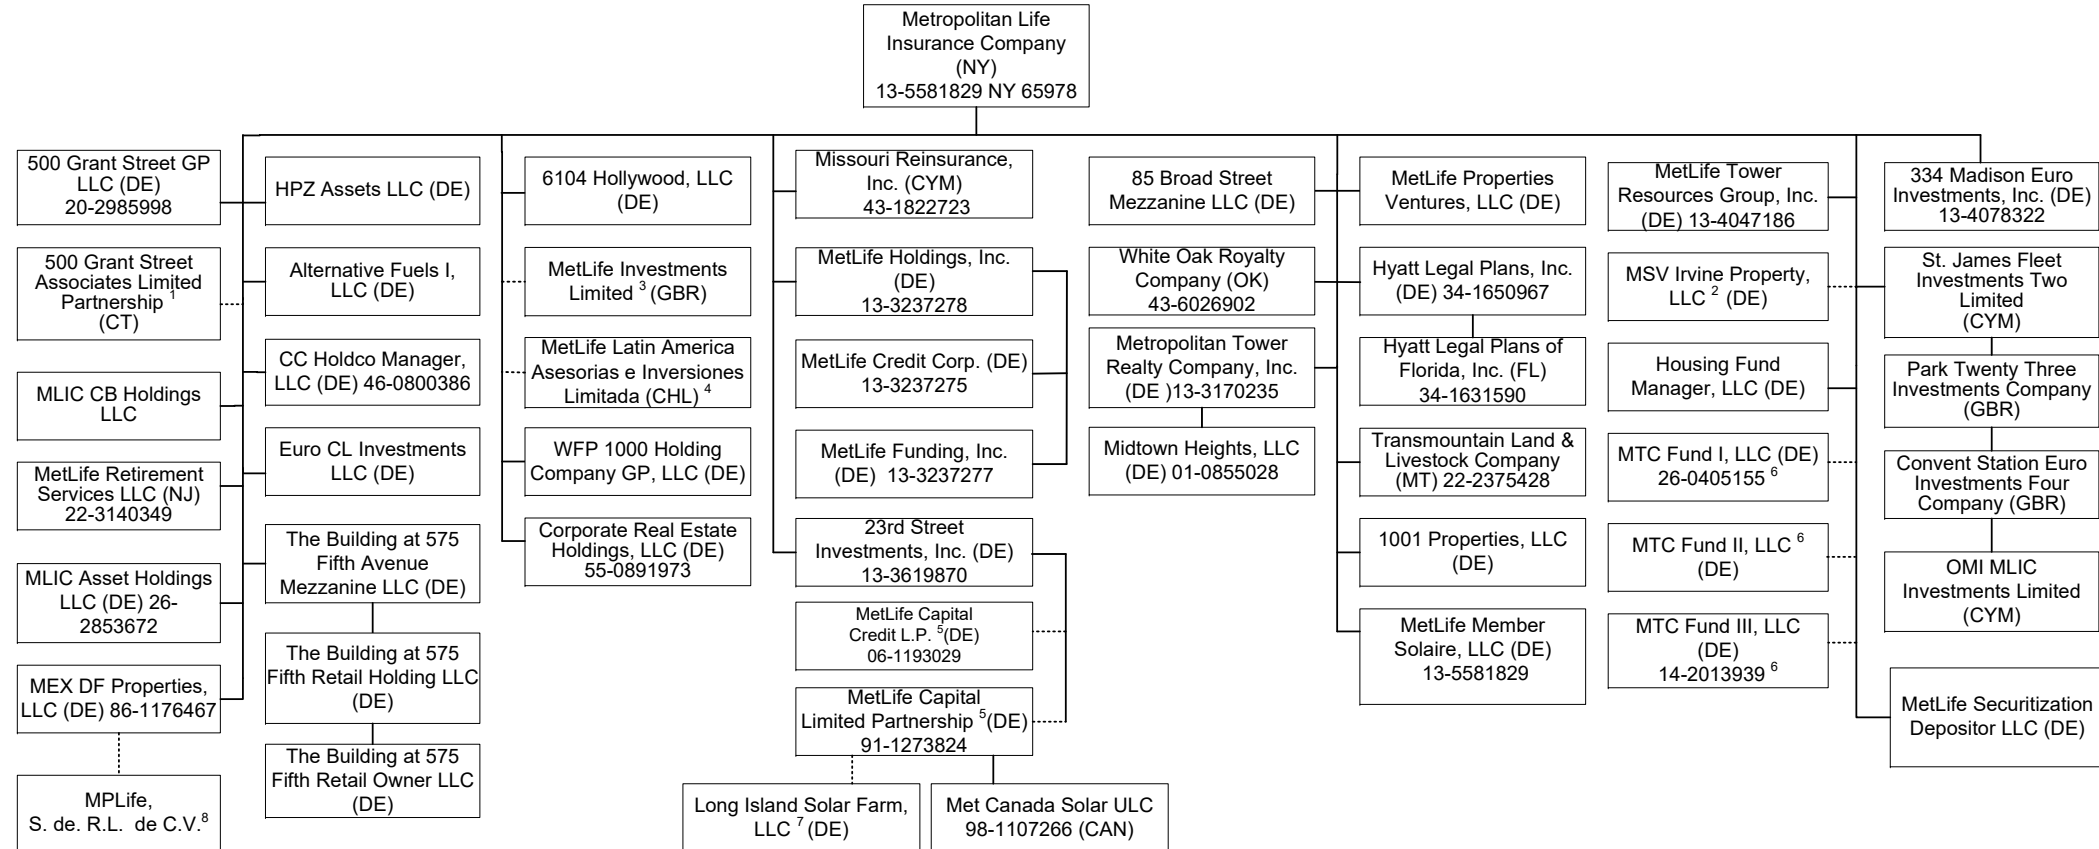 Metropolitan Life
Insurance Company
(NY)
13-5581829 NY 65978
500 Grant Street GP
LLC (DE)
20-2985998
500 Grant Street
Associates Limited
Partnership 1
(CT)
MLIC CB Holdings
LLC
MetLife Retirement
Services LLC (NJ)
22-3140349
MLIC Asset Holdings
LLC (DE) 26-
2853672
MEX DF Properties,
LLC (DE) 86-1176467
MPLife,
S. de. R.L. de C.V.8
HPZ Assets LLC (DE)
Alternative Fuels I,
LLC (DE)
CC Holdco Manager,
LLC (DE) 46-0800386
Euro CL Investments
LLC (DE)
The Building at 575
Fifth Avenue
Mezzanine LLC (DE)
The Building at 575
Fifth Retail Holding LLC
(DE)
The Building at 575
Fifth Retail Owner LLC
(DE)
6104 Hollywood, LLC
(DE)
MetLife Investments
Limited 3 (GBR)
MetLife Latin America
Asesorias e Inversiones
Limitada (CHL) 4
WFP 1000 Holding
Company GP, LLC (DE)
Corporate Real Estate
Holdings, LLC (DE)
55-0891973
Missouri Reinsurance,
Inc. (CYM)
43-1822723
MetLife Holdings, Inc.
(DE)
13-3237278
MetLife Credit Corp. (DE)
13-3237275
MetLife Funding, Inc.
(DE) 13-3237277
23rd Street
Investments, Inc. (DE)
13-3619870
MetLife Capital
Credit L.P. 5(DE)
06-1193029
MetLife Capital
Limited Partnership 5(DE)
91-1273824
Long Island Solar Farm,
LLC 7 (DE)
Met Canada Solar ULC
98-1107266 (CAN)
85 Broad Street
Mezzanine LLC (DE)
White Oak Royalty
Company (OK)
43-6026902
Metropolitan Tower
Realty Company, Inc.
(DE )13-3170235
Midtown Heights, LLC
(DE) 01-0855028
MetLife Properties
Ventures, LLC (DE)
Hyatt Legal Plans, Inc.
(DE) 34-1650967
Hyatt Legal Plans of
Florida, Inc. (FL)
34-1631590
Transmountain Land &
Livestock Company
(MT) 22-2375428
1001 Properties, LLC
(DE)
MetLife Member
Solaire, LLC (DE)
13-5581829
MetLife Tower
Resources Group, Inc.
(DE) 13-4047186
MSV Irvine Property,
LLC 2 (DE)
Housing Fund
Manager, LLC (DE)
MTC Fund I, LLC (DE)
26-0405155 6
MTC Fund II, LLC 6
(DE)
MTC Fund III, LLC
(DE)
14-2013939 6
334 Madison Euro
Investments, Inc. (DE)
13-4078322
St. James Fleet
Investments Two
Limited
(CYM)
Park Twenty Three
Investments Company
(GBR)
Convent Station Euro
Investments Four
Company (GBR)
OMI MLIC
Investments Limited
(CYM)
MetLife Securitization
Depositor LLC (DE)